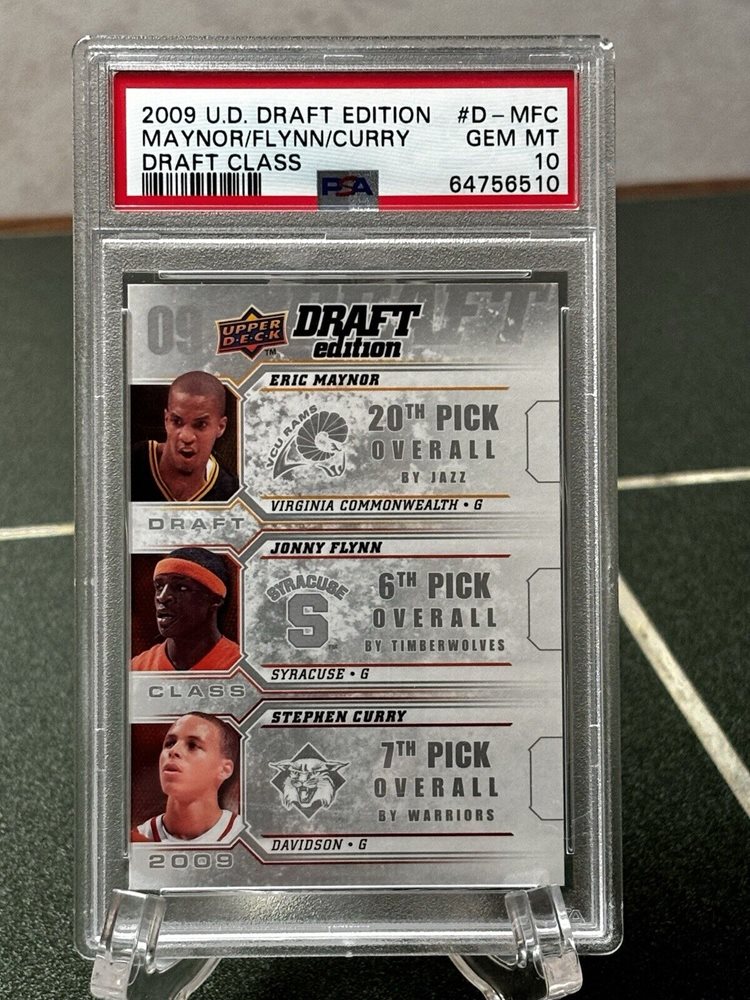 2009 U.D. DRAFT EDITION #D-MFC
MAYNOR/FLYNN/CURRY GEM MT
DRAFT CLASS 10
PSA 64756510
09 UPPER DECK™ DRAFT edition DRAFT
ERIC MAYNOR
VCU RAMS
20TH PICK
OVERALL
BY JAZZ
VIRGINIA COMMONWEALTH • G
DRAFT
JONNY FLYNN
SYRACUSE
S
6TH PICK
OVERALL
BY TIMBERWOLVES
SYRACUSE • G
CLASS
STEPHEN CURRY
7TH PICK
OVERALL
BY WARRIORS
DAVIDSON • G
2009